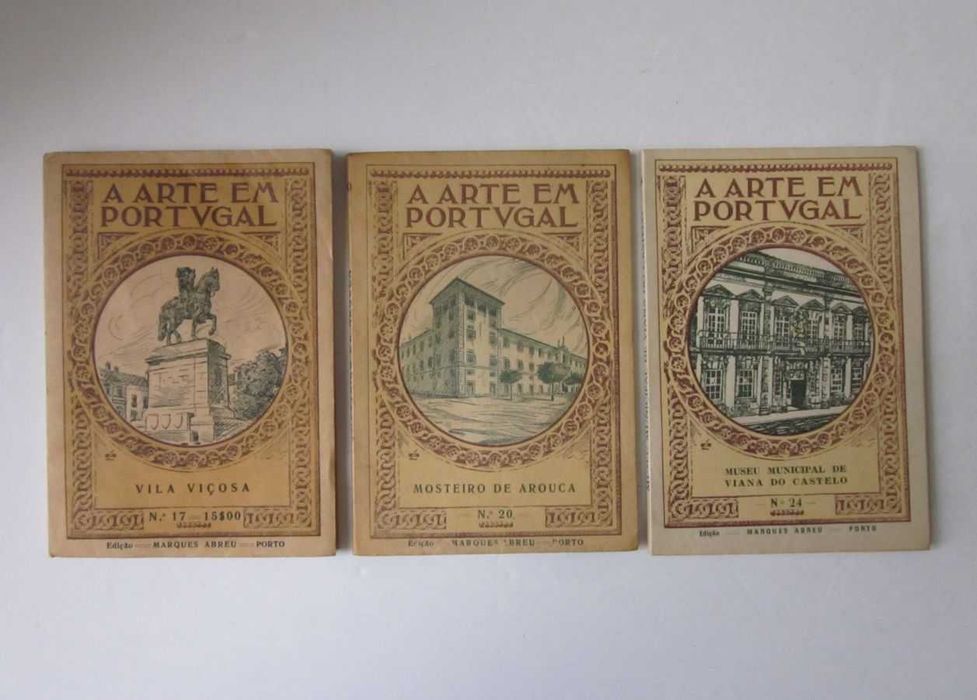 A ARTE EM
PORTVGAL
VILA VIÇOSA
N.º 17 — 15$00
Edição — MARQUES ABREU — PORTO
A ARTE EM
PORTVGAL
MOSTEIRO DE AROUCA
N.º 20
Edição — MARQUES ABREU — PORTO
A ARTE EM
PORTVGAL
MUSEU MUNICIPAL DE
VIANA DO CASTELO
N.º 24 —
Edição — MARQUES ABREU — PORTO